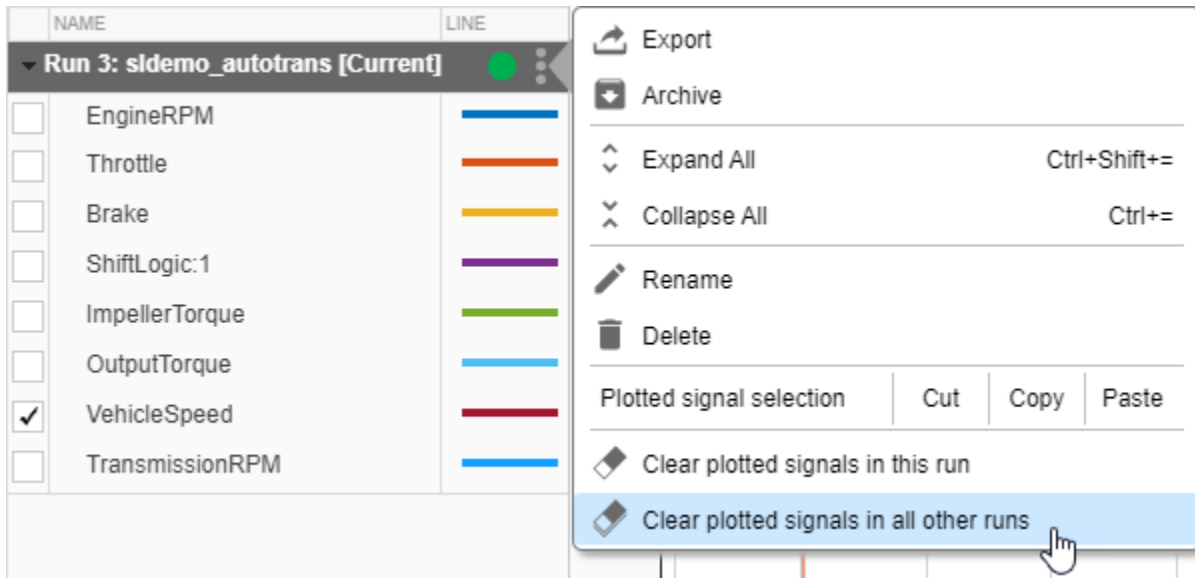 NAME LINE
Run 3: sldemo_autotrans [Current]
EngineRPM
Throttle
Brake
ShiftLogic:1
ImpellerTorque
OutputTorque
VehicleSpeed
TransmissionRPM
Export
Archive
Expand All Ctrl+Shift+=
Collapse All Ctrl+=
Rename
Delete
Plotted signal selection Cut Copy Paste
Clear plotted signals in this run
Clear plotted signals in all other runs